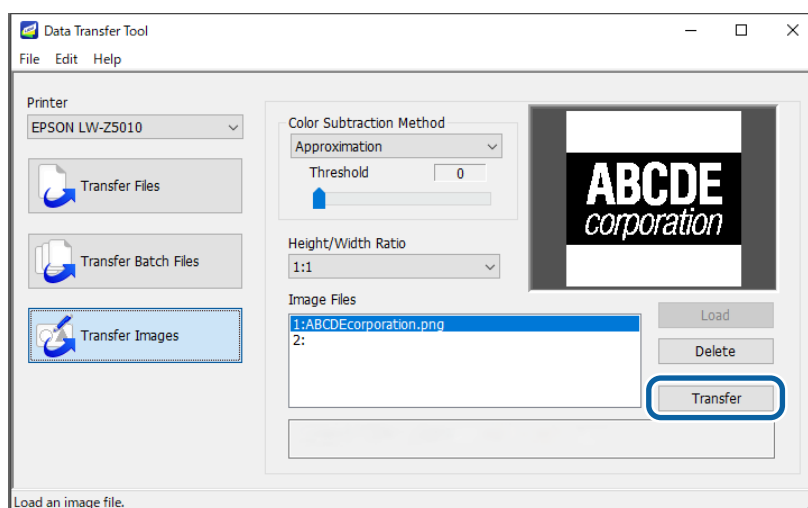 Data Transfer Tool
File Edit Help
Printer
EPSON LW-Z5010
Transfer Files
Transfer Batch Files
Transfer Images
Color Subtraction Method
Approximation
Threshold 0
Height/Width Ratio
1:1
Image Files
1:ABCDEcorporation.png
2:
ABCDE
corporation
Load
Delete
Transfer
Load an image file.